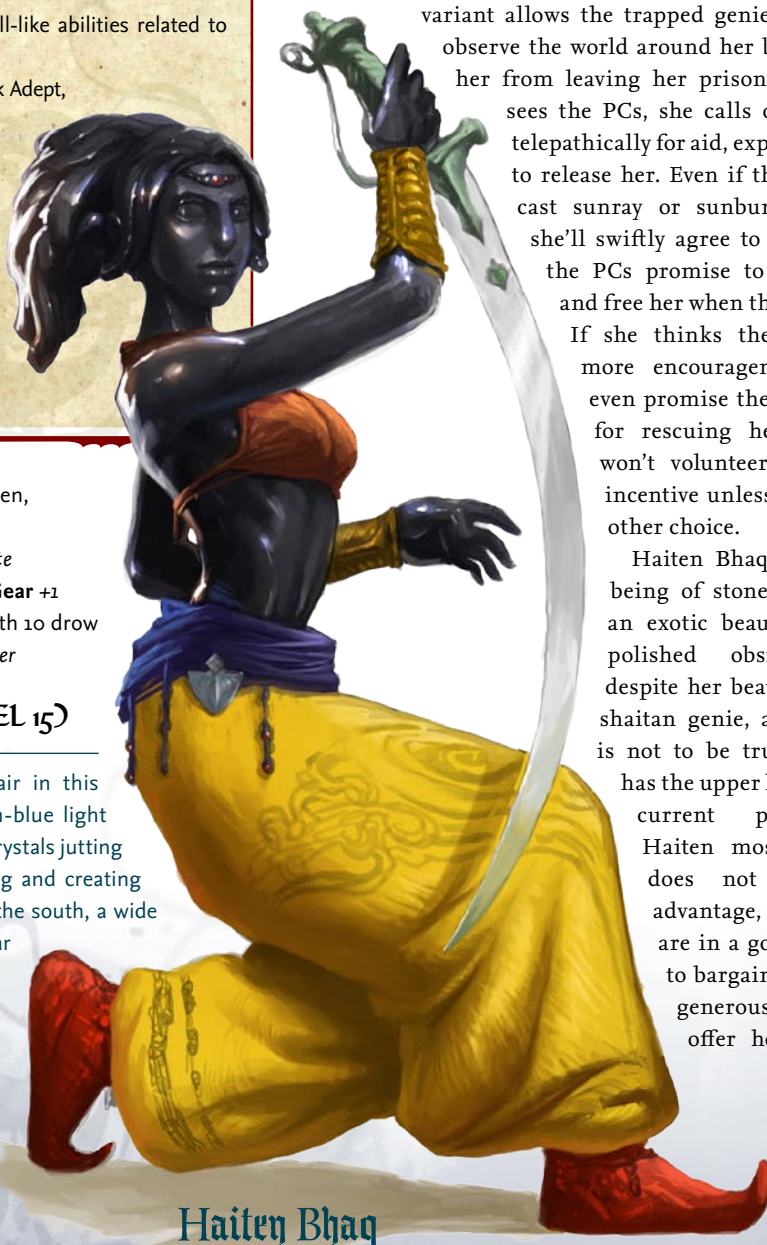 ll-like abilities related to
Adept,
en,
te
Gear +1
th 10 drow
er
EL 15)
air in this
n-blue light
rystals jutting
g and creating
the south, a wide
ar
variant allows the trapped genie
observe the world around her l
her from leaving her prison
sees the PCs, she calls o
telepathically for aid, exp
to release her. Even if th
cast sunray or sunbur
she'll swiftly agree to
the PCs promise to
and free her when th
If she thinks the
more encourager
even promise the
for rescuing he
won't volunteer
incentive unless
other choice.
Haiten Bhaq
being of stone
an exotic beau
polished obsi
despite her beau
shaitan genie, a
is not to be tru
has the upper l
current p
Haiten mos
does not
advantage,
are in a go
to bargain
generous
offer he
Haiten Bhaq